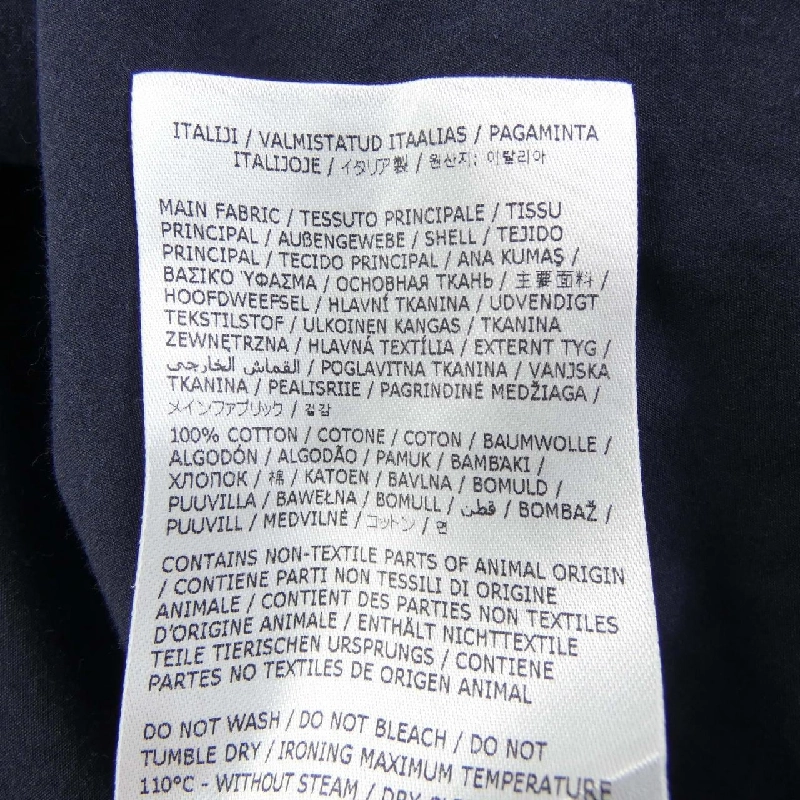 ITALIJI / VALMISTATUD ITAALIAS / PAGAMINTA
ITALIJOJE / イタリア製 / 원산지: 이탈리아
MAIN FABRIC / TESSUTO PRINCIPALE / TISSU
PRINCIPAL / AUßENGEWEBE / SHELL / TEJIDO
PRINCIPAL / TECIDO PRINCIPAL / ANA KUMAŞ /
ΒΑΣΙΚΟ ΎΦΑΣΜΑ / ОСНОВНАЯ ТКАНЬ / 主要面料 /
HOOFDWEEFSEL / HLAVNÍ TKANINA / UDVENDIGT
TEKSTILSTOF / ULKOINEN KANGAS / TKANINA
ZEWNĘTRZNA / HLAVNÁ TEXTÍLIA / EXTERNT TYG /
القماش الخارجي / POGLAVITNA TKANINA / VANJSKA
TKANINA / PEALISRIIE / PAGRINDINĖ MEDŽIAGA /
メインファブリック / 겉감
100% COTTON / COTONE / COTON / BAUMWOLLE /
ALGODÓN / ALGODÃO / PAMUK / ΒΑΜΒΆΚΙ /
ХЛОПОК / 棉 / KATOEN / BAVLNA / BOMULD /
PUUVILLA / BAWEŁNA / BOMULL / قطن / BOMBAŽ /
PUUVILL / MEDVILNĖ / コットン / 면
CONTAINS NON-TEXTILE PARTS OF ANIMAL ORIGIN
/ CONTIENE PARTI NON TESSILI DI ORIGINE
ANIMALE / CONTIENT DES PARTIES NON TEXTILES
D'ORIGINE ANIMALE / ENTHÄLT NICHTTEXTILE
TEILE TIERISCHEN URSPRUNGS / CONTIENE
PARTES NO TEXTILES DE ORIGEN ANIMAL
DO NOT WASH / DO NOT BLEACH / DO NOT
TUMBLE DRY / IRONING MAXIMUM TEMPERATURE
110°C - WITHOUT STEAM / DRY